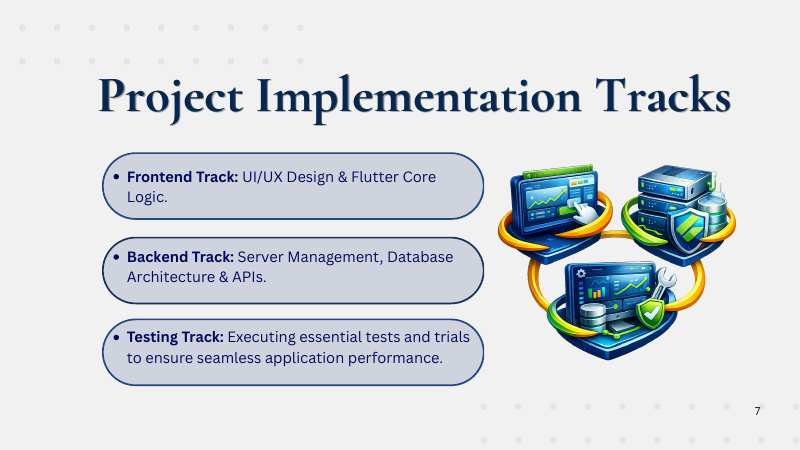 Project Implementation Tracks
• Frontend Track: UI/UX Design & Flutter Core
Logic.
• Backend Track: Server Management, Database
Architecture & APIs.
• Testing Track: Executing essential tests and trials
to ensure seamless application performance.
7